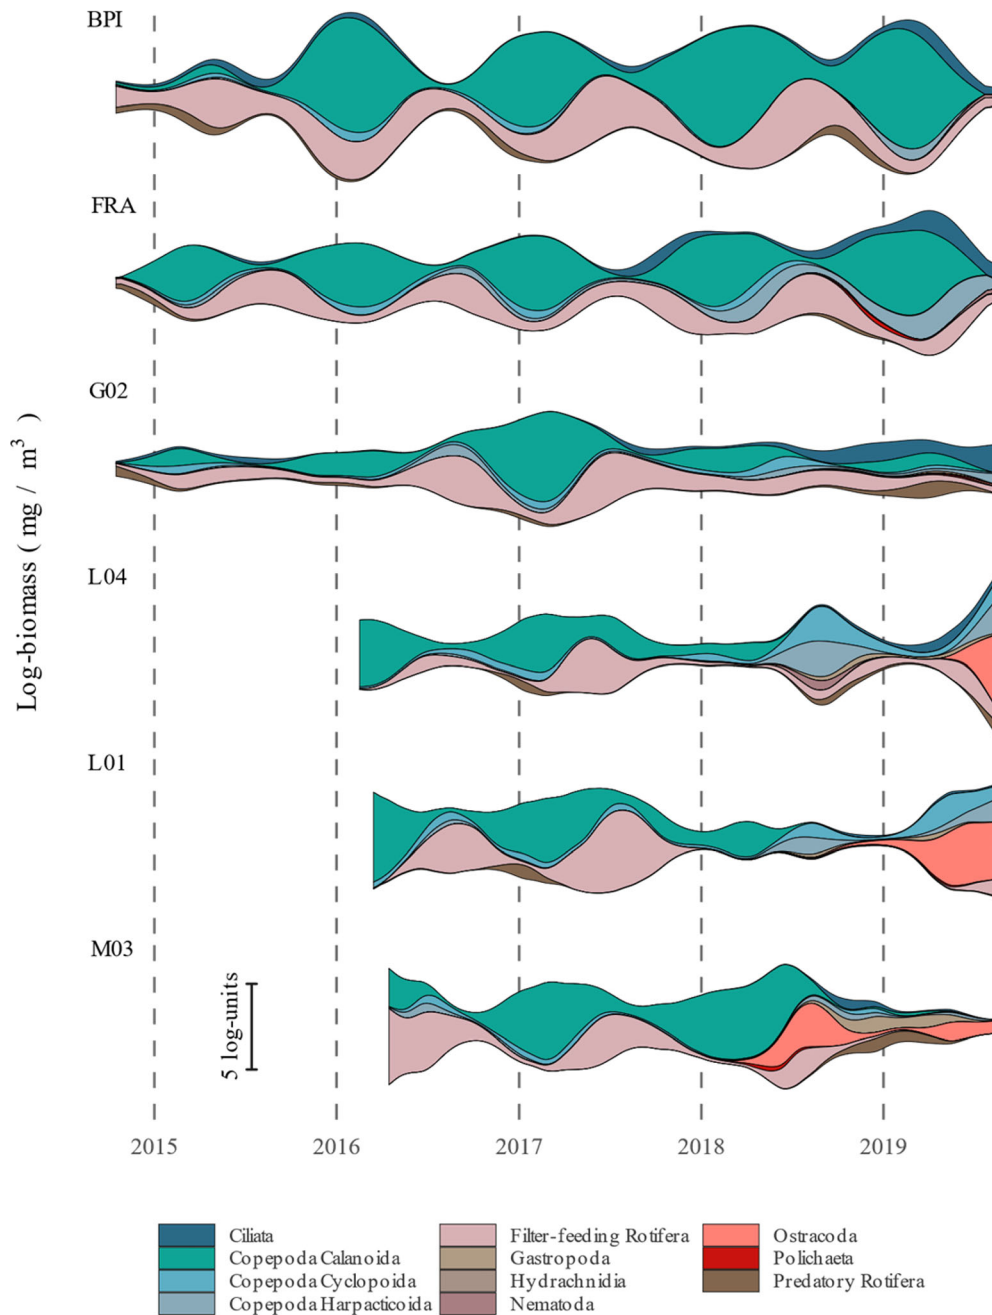 BPI
FRA
G02
L04
L01
M03
Log-biomass ( mg / m³ )
5 log-units
2015 2016 2017 2018 2019
Ciliata Filter-feeding Rotifera Ostracoda
Copepoda Calanoida Gastropoda Polichaeta
Copepoda Cyclopoida Hydrachnidia Predatory Rotifera
Copepoda Harpacticoida Nematoda